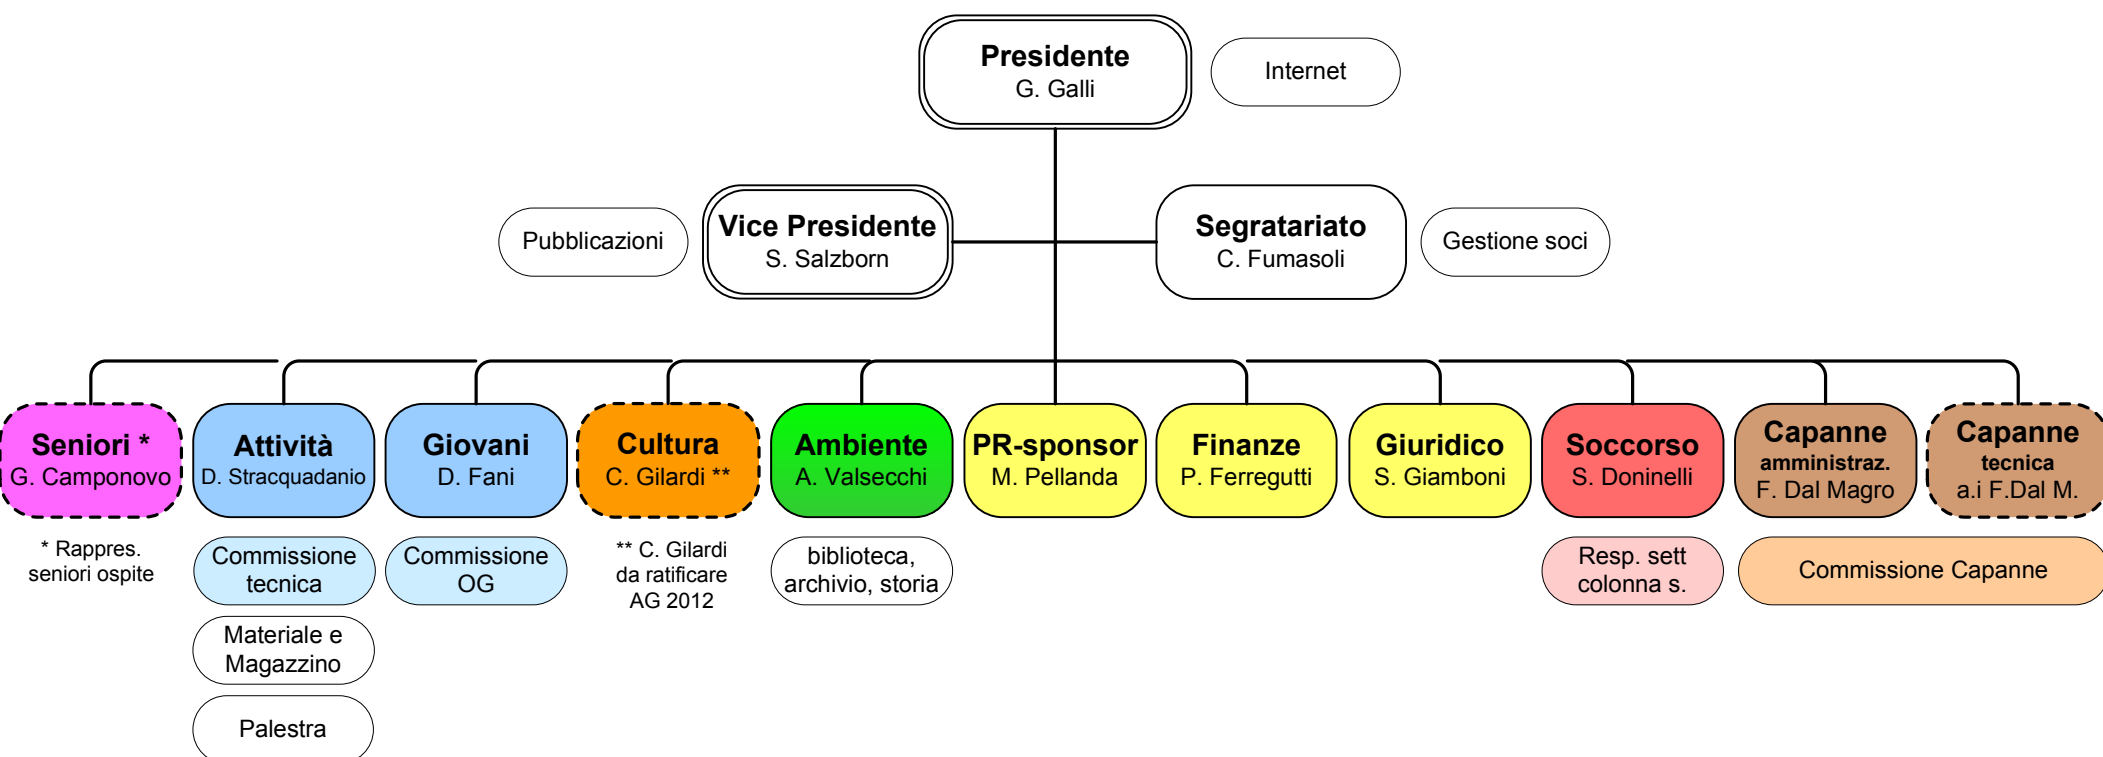 Presidente
G. Galli
Internet
Pubblicazioni
Vice Presidente
S. Salzborn
Segratariato
C. Fumasoli
Gestione soci
Seniori *
G. Camponovo
Attività
D. Stracquadanio
Giovani
D. Fani
Cultura
C. Gilardi **
Ambiente
A. Valsecchi
PR-sponsor
M. Pellanda
Finanze
P. Ferregutti
Giuridico
S. Giamboni
Soccorso
S. Doninelli
Capanne
amministraz.
F. Dal Magro
Capanne
tecnica
a.i F.Dal M.
* Rappres.
seniori ospite
Commissione
tecnica
Commissione
OG
** C. Gilardi
da ratificare
AG 2012
biblioteca,
archivio, storia
Resp. sett
colonna s.
Commissione Capanne
Materiale e
Magazzino
Palestra